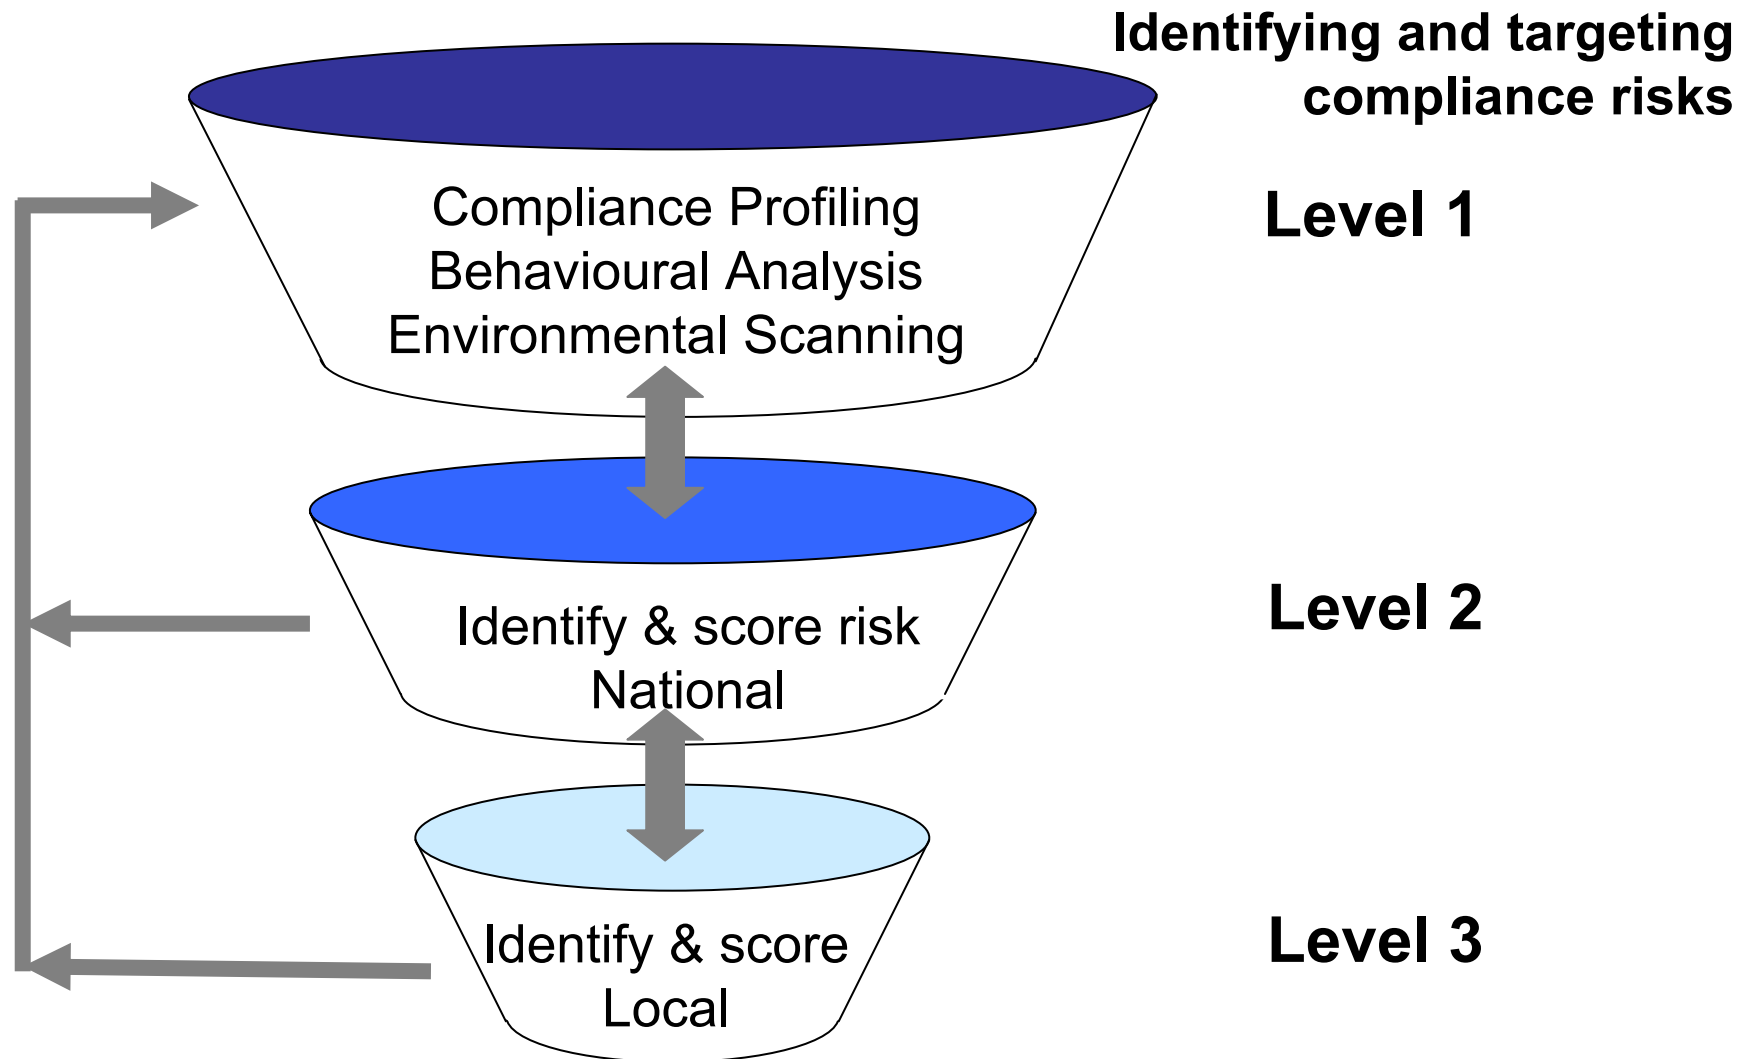 Identifying and targeting
compliance risks
Compliance Profiling
Behavioural Analysis
Environmental Scanning
Level 1
Identify & score risk
National
Level 2
Identify & score
Local
Level 3